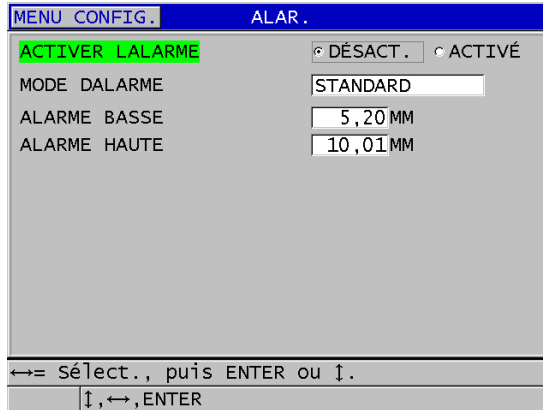 MENU CONFIG. ALAR.
ACTIVER LALARME DÉSACT. ACTIVÉ
MODE DALARME STANDARD
ALARME BASSE 5,20 MM
ALARME HAUTE 10,01 MM
↔= Sélect., puis ENTER ou ↕.
↕,↔,ENTER